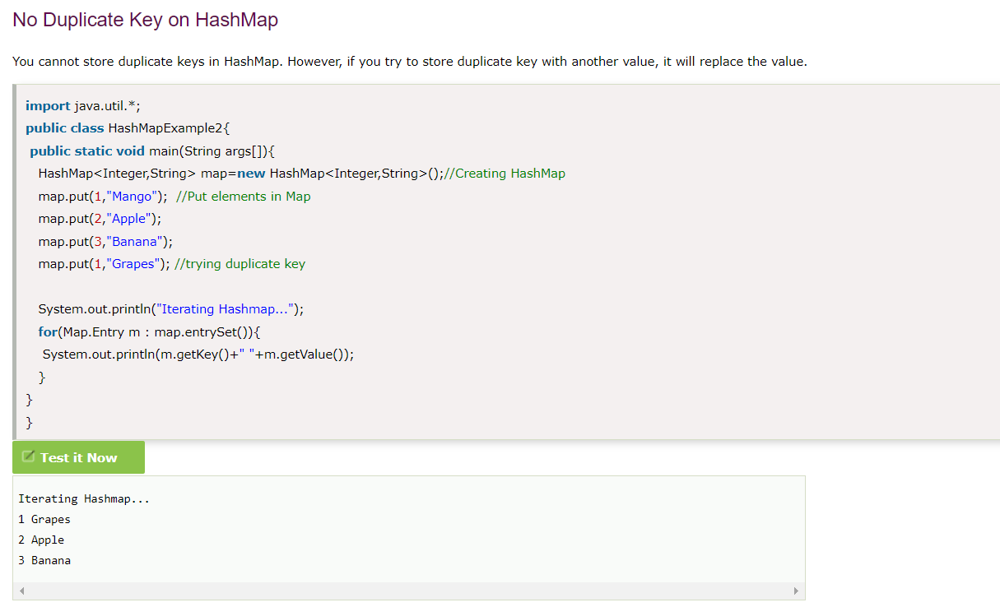 No Duplicate Key on HashMap
You cannot store duplicate keys in HashMap. However, if you try to store duplicate key with another value, it will replace the value.
import java.util.*;
public class HashMapExample2{
 public static void main(String args[]){
   HashMap<Integer,String> map=new HashMap<Integer,String>();//Creating HashMap
   map.put(1,"Mango");  //Put elements in Map
   map.put(2,"Apple");
   map.put(3,"Banana");
   map.put(1,"Grapes"); //trying duplicate key
   System.out.println("Iterating Hashmap...");
   for(Map.Entry m : map.entrySet()){
    System.out.println(m.getKey()+" "+m.getValue());
   }
}
}
Test it Now
Iterating Hashmap...
1 Grapes
2 Apple
3 Banana